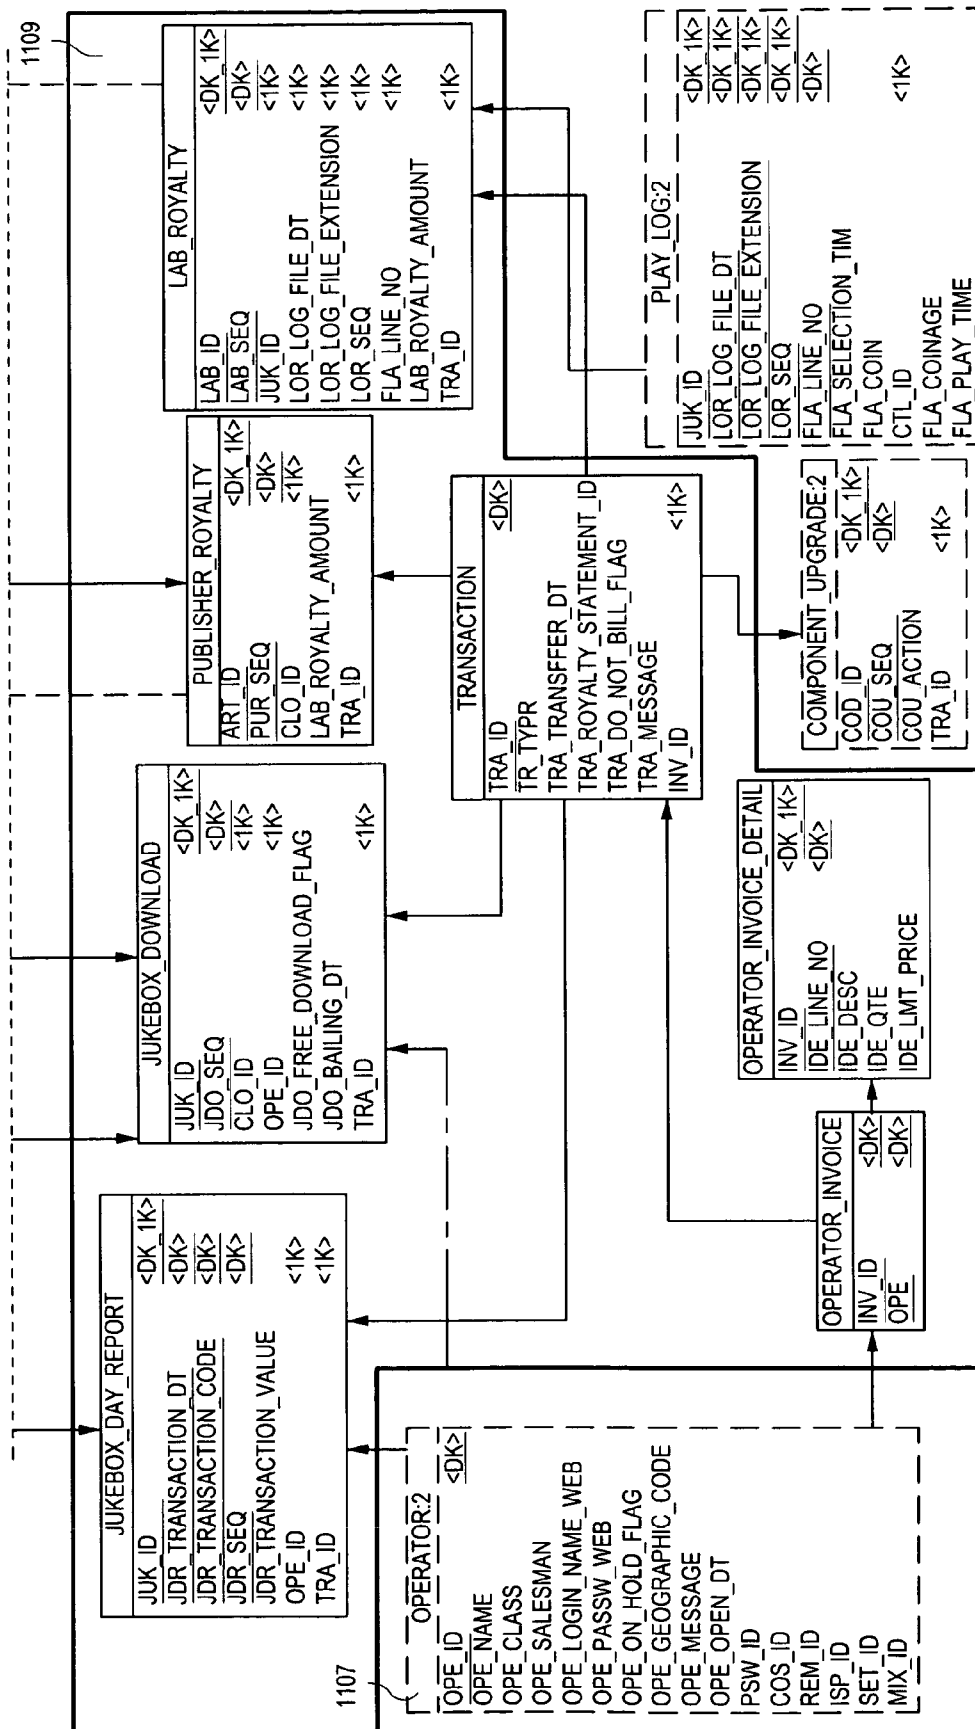 1109
LAB_ROYALTY
LAB_ID <DK_1K>
LAB_SEQ <DK>
JUK_ID <1K>
LOR_LOG_FILE_DT <1K>
LOR_LOG_FILE_EXTENSION <1K>
LOR_SEQ <1K>
FLA_LINE_NO <1K>
LAB_ROYALTY_AMOUNT
TRA_ID <1K>
PUBLISHER_ROYALTY
ART_ID <DK_1K>
PUR_SEQ <DK>
CLO_ID <1K>
LAB_ROYALTY_AMOUNT
TRA_ID <1K>
JUKEBOX_DOWNLOAD
JUK_ID <DK_1K>
JDO_SEQ <DK>
CLO_ID <1K>
OPE_ID <1K>
JDO_FREE_DOWNLOAD_FLAG
JDO_BAILING_DT
TRA_ID <1K>
JUKEBOX_DAY_REPORT
JUK_ID <DK_1K>
JDR_TRANSACTION_DT <DK>
JDR_TRANSACTION_CODE <DK>
JDR_SEQ <DK>
JDR_TRANSACTION_VALUE
OPE_ID <1K>
TRA_ID <1K>
TRANSACTION
TRA_ID <DK>
TR_TYPR
TRA_TRANSFFER_DT
TRA_ROYALTY_STATEMENT_ID
TRA_DO_NOT_BILL_FLAG
TRA_MESSAGE
INV_ID <1K>
PLAY_LOG:2
JUK_ID <DK_1K>
LOR_LOG_FILE_DT <DK_1K>
LOR_LOG_FILE_EXTENSION <DK_1K>
LOR_SEQ <DK_1K>
FLA_LINE_NO <DK>
FLA_SELECTION_TIM
FLA_COIN
CTL_ID <1K>
FLA_COINAGE
FLA_PLAY_TIME
COMPONENT_UPGRADE:2
COD_ID <DK_1K>
COU_SEQ <DK>
COU_ACTION
TRA_ID <1K>
OPERATOR_INVOICE_DETAIL
INV_ID <DK_1K>
IDE_LINE_NO <DK>
IDE_DESC
IDE_QTE
IDE_LMT_PRICE
OPERATOR_INVOICE
INV_ID <DK>
OPE <DK>
1107
OPERATOR:2
OPE_ID <DK>
OPE_NAME
OPE_CLASS
OPE_SALESMAN
OPE_LOGIN_NAME_WEB
OPE_PASSW_WEB
OPE_ON_HOLD_FLAG
OPE_GEOGRAPHIC_CODE
OPE_MESSAGE
OPE_OPEN_DT
PSW_ID
COS_ID
REM_ID
ISP_ID
SET_ID
MIX_ID